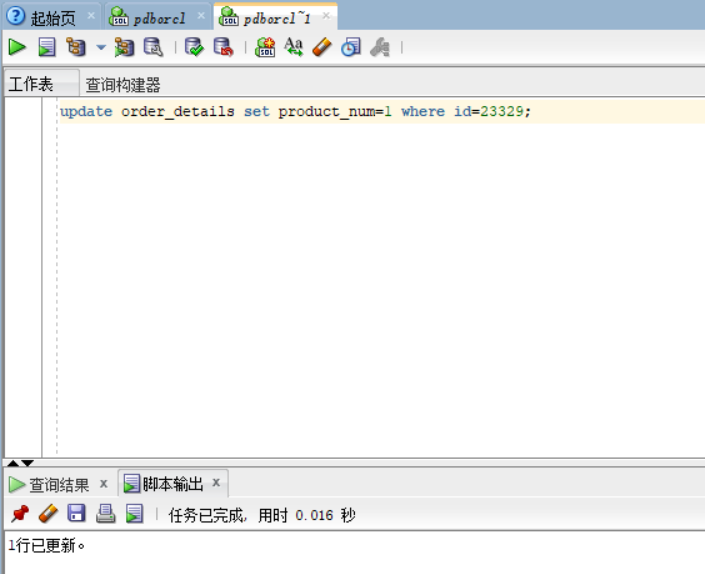 起始页 pdborcl pdborcl~1
工作表 查询构建器
update order_details set product_num=1 where id=23329;
查询结果 脚本输出
任务已完成, 用时 0.016 秒
1行已更新。